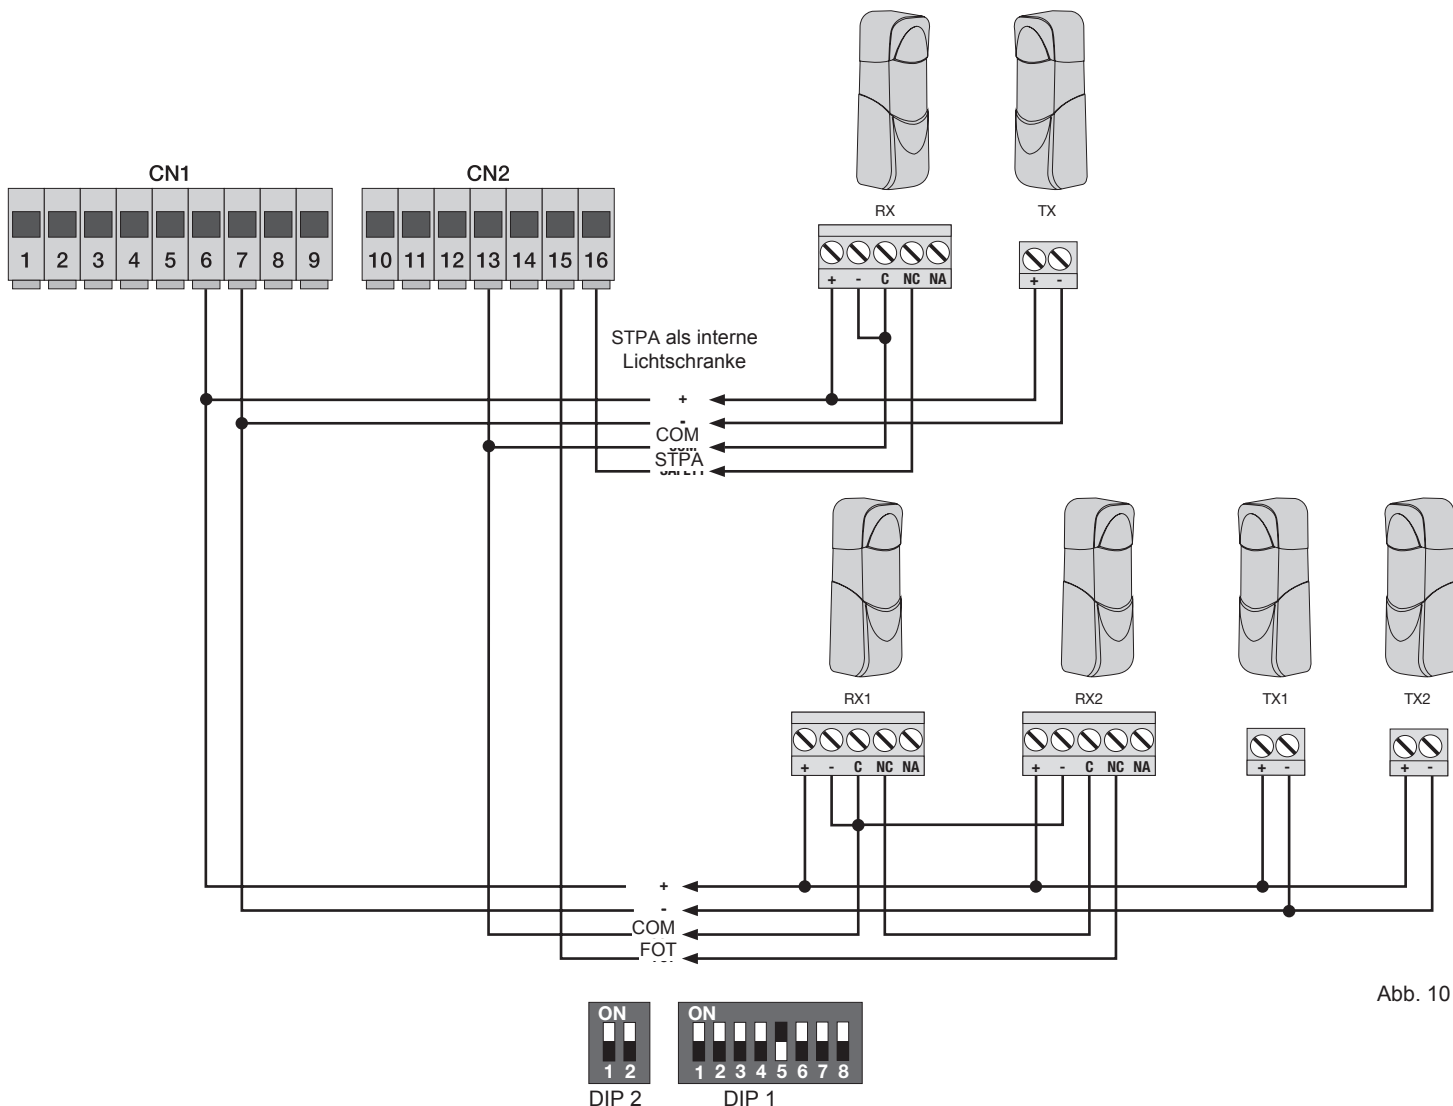 RX TX
CN1 CN2
1 2 3 4 5 6 7 8 9
10 11 12 13 14 15 16
+ - C NC NA
+ -
STPA als interne
Lichtschranke
+
-
COM
STPA
RX1 RX2 TX1 TX2
+ - C NC NA
+ - C NC NA
+ -
+ -
+
-
COM
FOT
Abb. 10
ON
1 2
DIP 2
ON
1 2 3 4 5 6 7 8
DIP 1